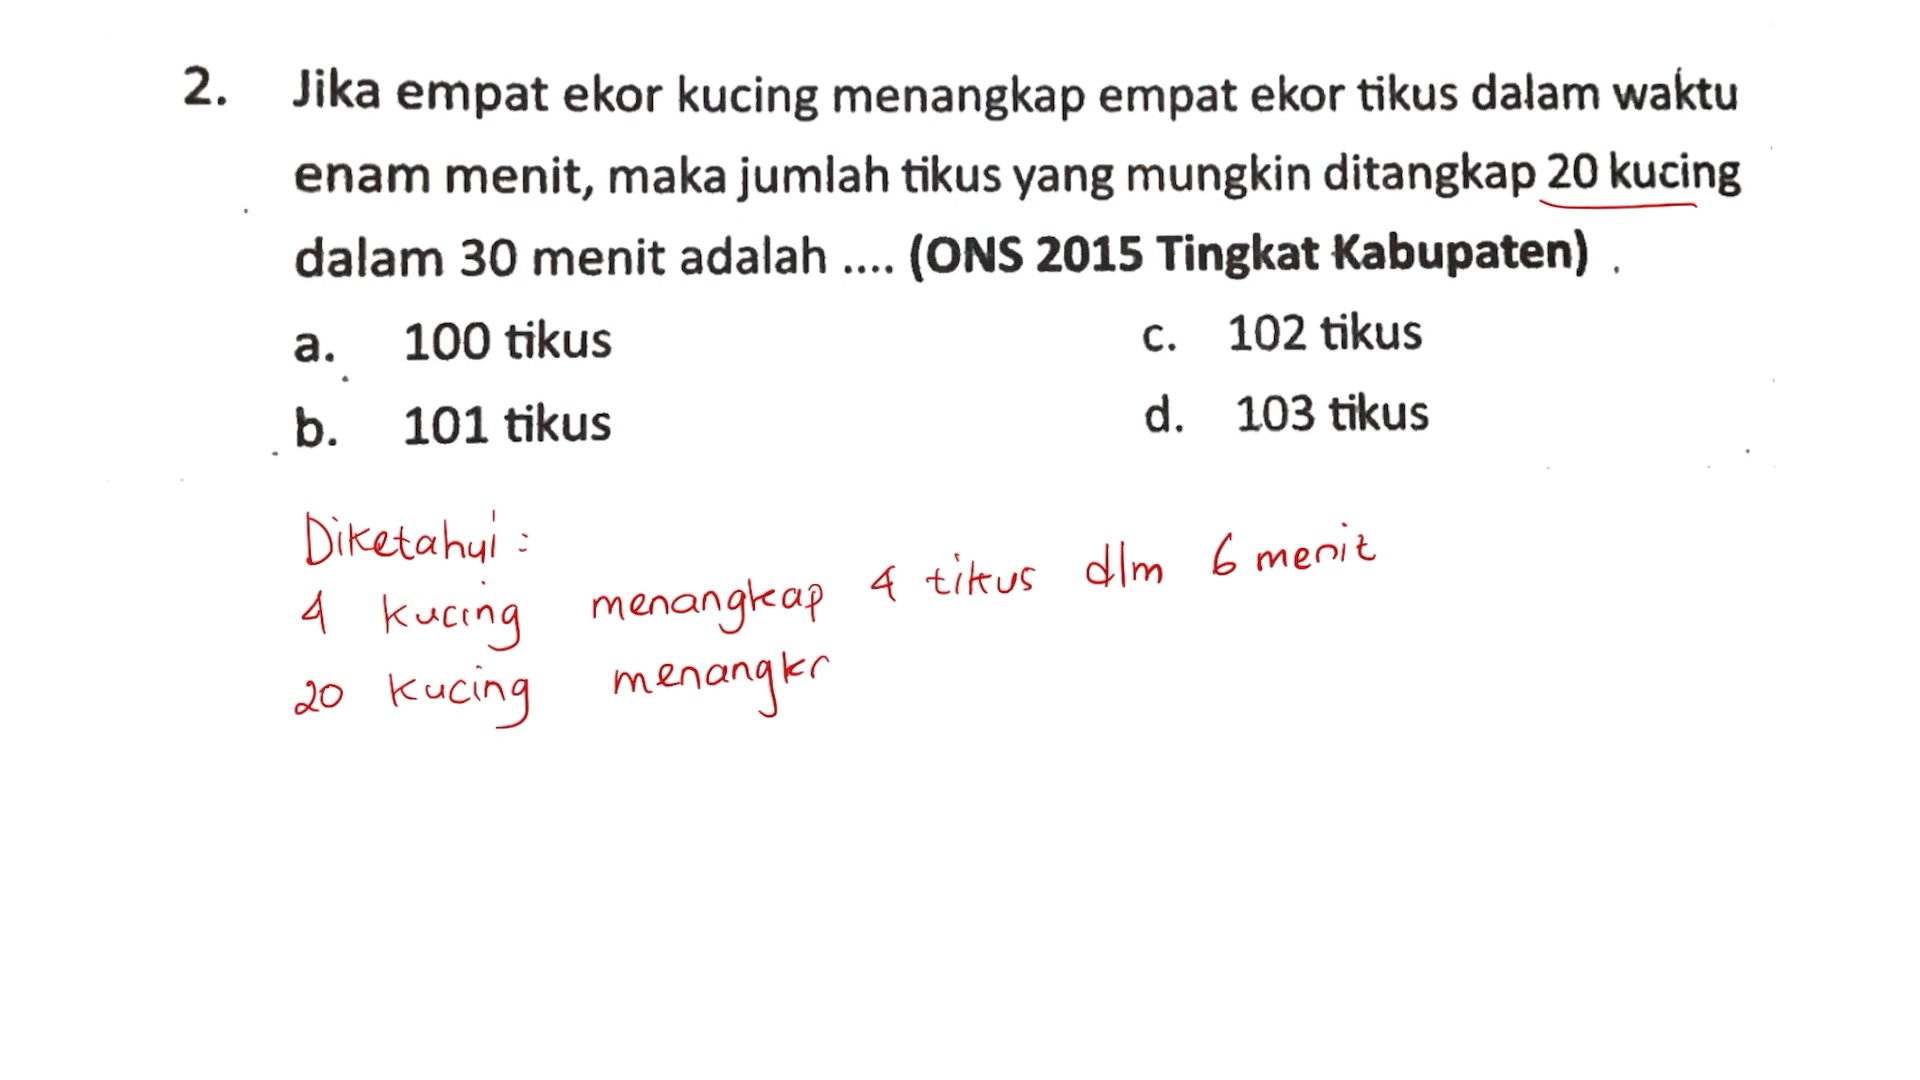 2. Jika empat ekor kucing menangkap empat ekor tikus dalam waktu
enam menit, maka jumlah tikus yang mungkin ditangkap 20 kucing
dalam 30 menit adalah .... (ONS 2015 Tingkat Kabupaten)
a. 100 tikus
b. 101 tikus
c. 102 tikus
d. 103 tikus
Diketahui :
4 kucing menangkap 4 tikus dlm 6 menit
20 kucing menangkr